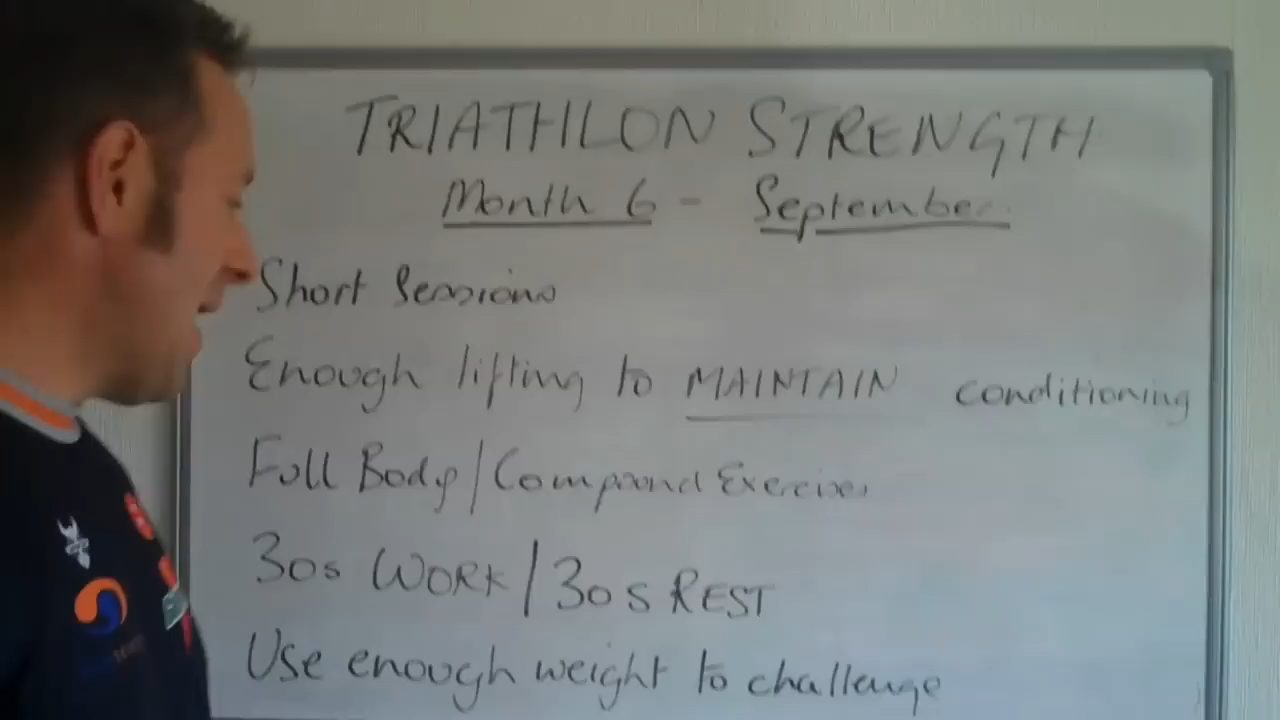 TRIATHLON STRENGTH
Month 6 - September
Short Sessions
Enough lifting to MAINTAIN conditioning
Full Body/Compound Exercises
30s WORK/30s REST
Use enough weight to challenge